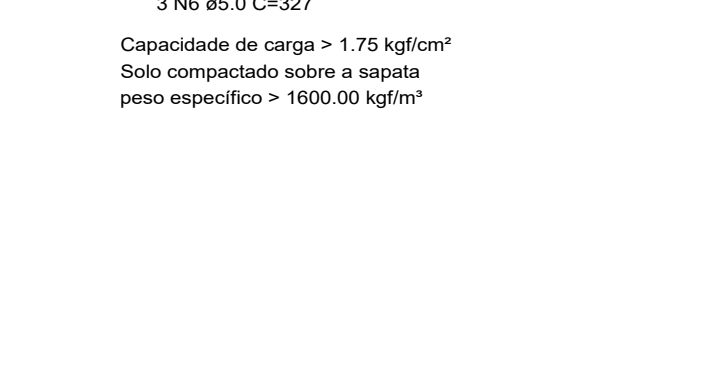 3 N6 ø5.0 C=327
Capacidade de carga > 1.75 kgf/cm²
Solo compactado sobre a sapata
peso específico > 1600.00 kgf/m³